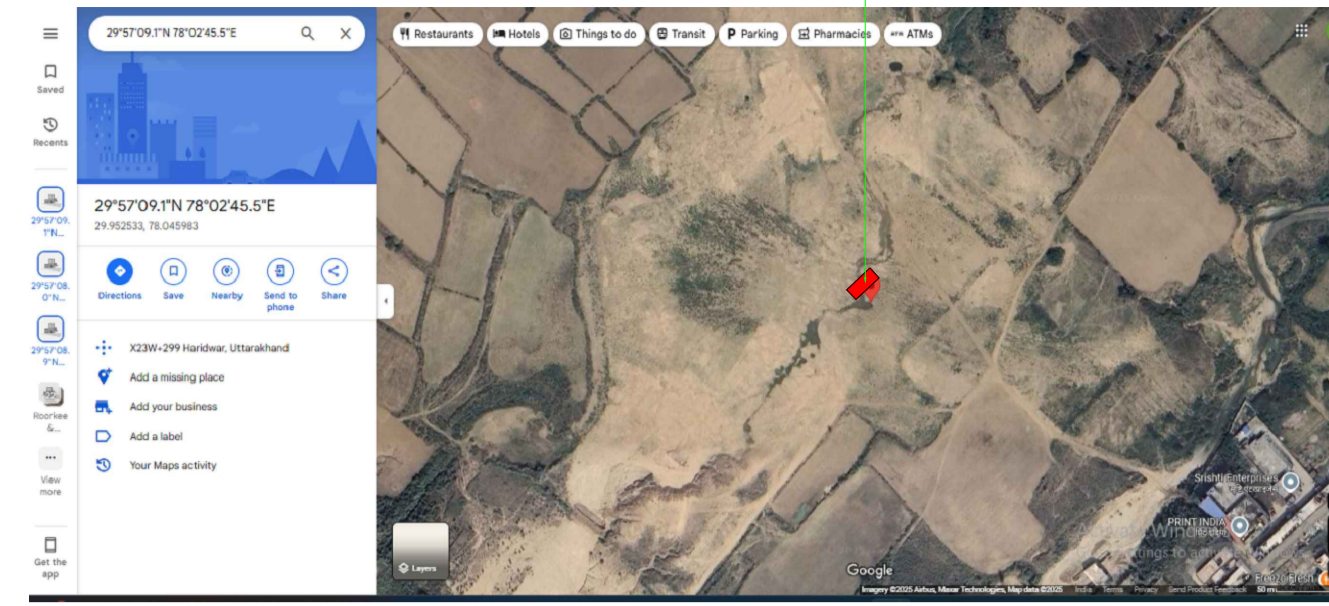 29°57'09.1"N 78°02'45.5"E
Restaurants
Hotels
Things to do
Transit
P Parking
Pharmacies
ATM ATMs
Saved
Recents
29°57'09.
1"N...
29°57'08.
0"N...
29°57'08.
9"N...
Roorkee
&...
View
more
Get the
app
29°57'09.1"N 78°02'45.5"E
29.952533, 78.045983
Directions
Save
Nearby
Send to
phone
Share
X23W+299 Haridwar, Uttarakhand
Add a missing place
Add your business
Add a label
Your Maps activity
Layers
Srishti Enterprises
PRINT INDIA
Google
Imagery ©2025 Airbus, Maxar Technologies, Map data ©2025
India
Terms
Privacy
Send Product Feedback
50 m